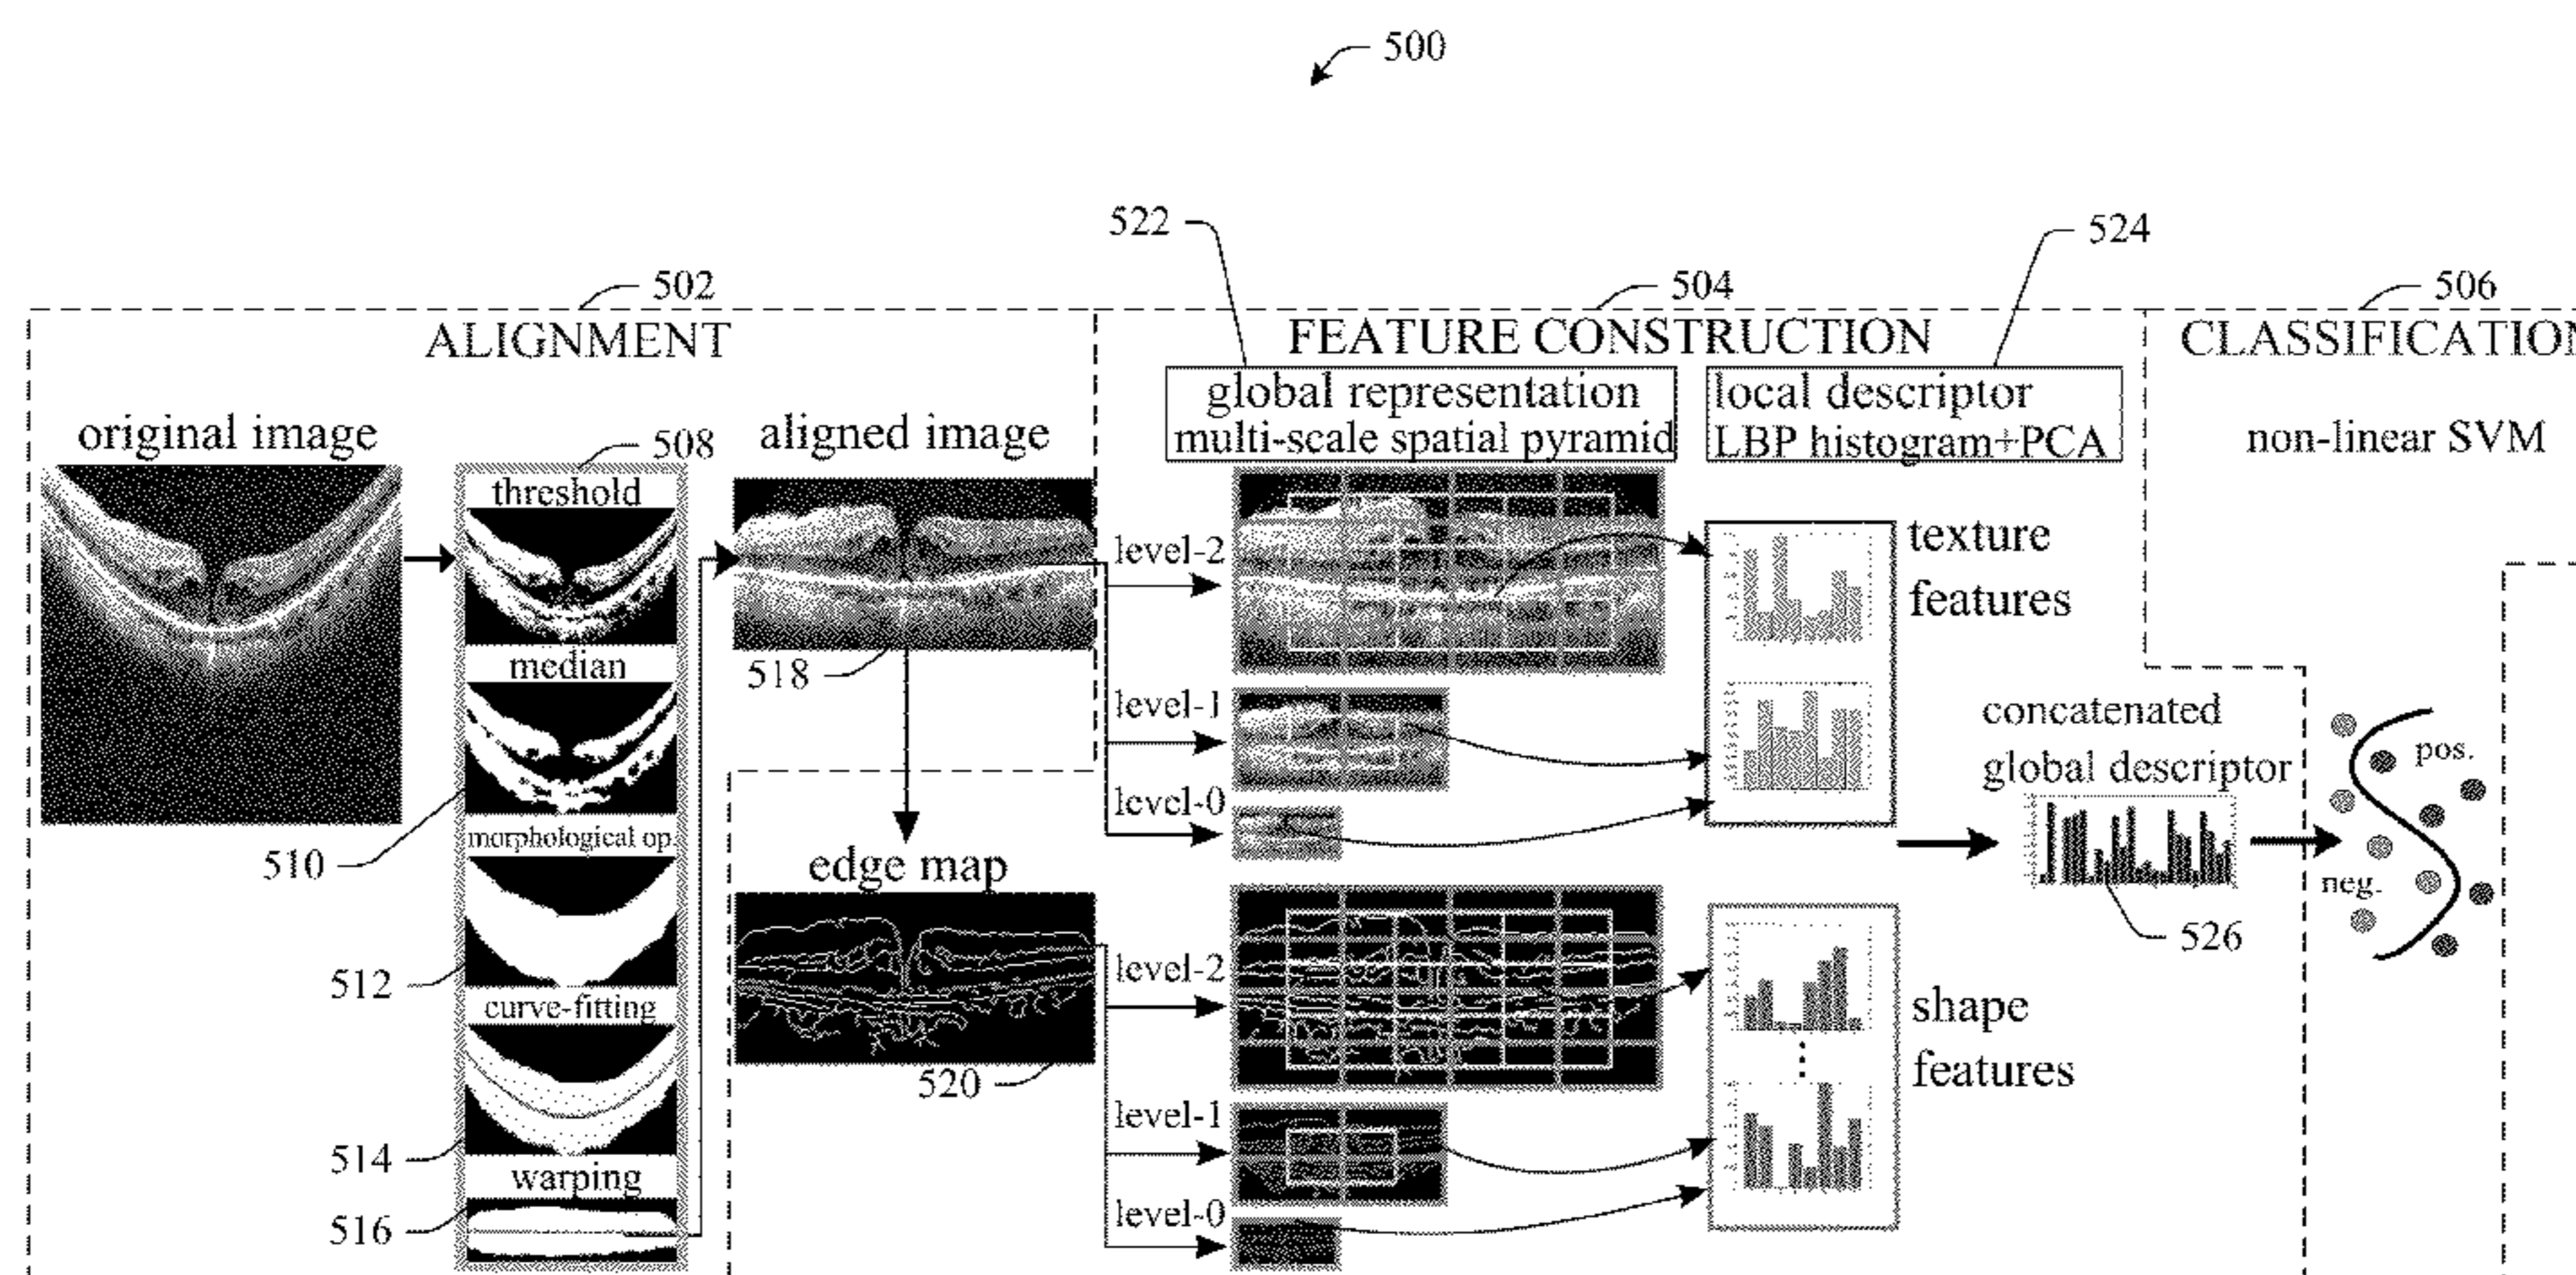 500
522
524
502
504
506
ALIGNMENT
FEATURE CONSTRUCTION
CLASSIFICATION
global representation
multi-scale spatial pyramid
local descriptor
LBP histogram+PCA
non-linear SVM
original image
508
aligned image
threshold
median
510
morphological op.
512
curve-fitting
514
warping
516
518
edge map
520
level-2
level-1
level-0
level-2
level-1
level-0
texture
features
shape
features
concatenated
global descriptor
526
pos.
neg.